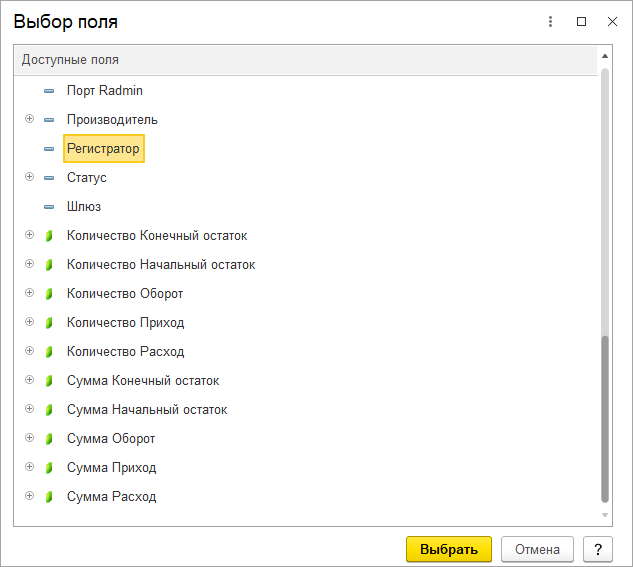 Выбор поля
Доступные поля
Порт Radmin
Производитель
Регистратор
Статус
Шлюз
Количество Конечный остаток
Количество Начальный остаток
Количество Оборот
Количество Приход
Количество Расход
Сумма Конечный остаток
Сумма Начальный остаток
Сумма Оборот
Сумма Приход
Сумма Расход
Выбрать Отмена ?